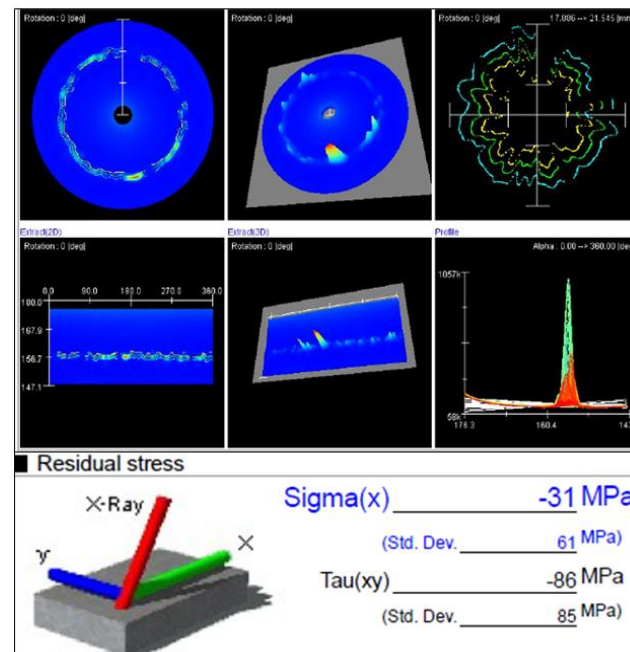 Rotation : 0 [deg]
Rotation : 0 [deg]
Rotation : 0 [deg]
17.886 --> 21.545 [mm
Extract(2D)
Extract(3D)
Profile
Rotation : 0 [deg]
Rotation : 0 [deg]
Alpha : 0.00 --> 360.00 [de
0.0 90.0 180.0 270.0 360.0
180.0
167.9
156.7
147.1
1057k
58k
176.3 160.4 147
Residual stress
X-Ray
y
X
Sigma(x) -31 MPa
(Std. Dev. 61 MPa)
Tau(xy) -86 MPa
(Std. Dev. 85 MPa)